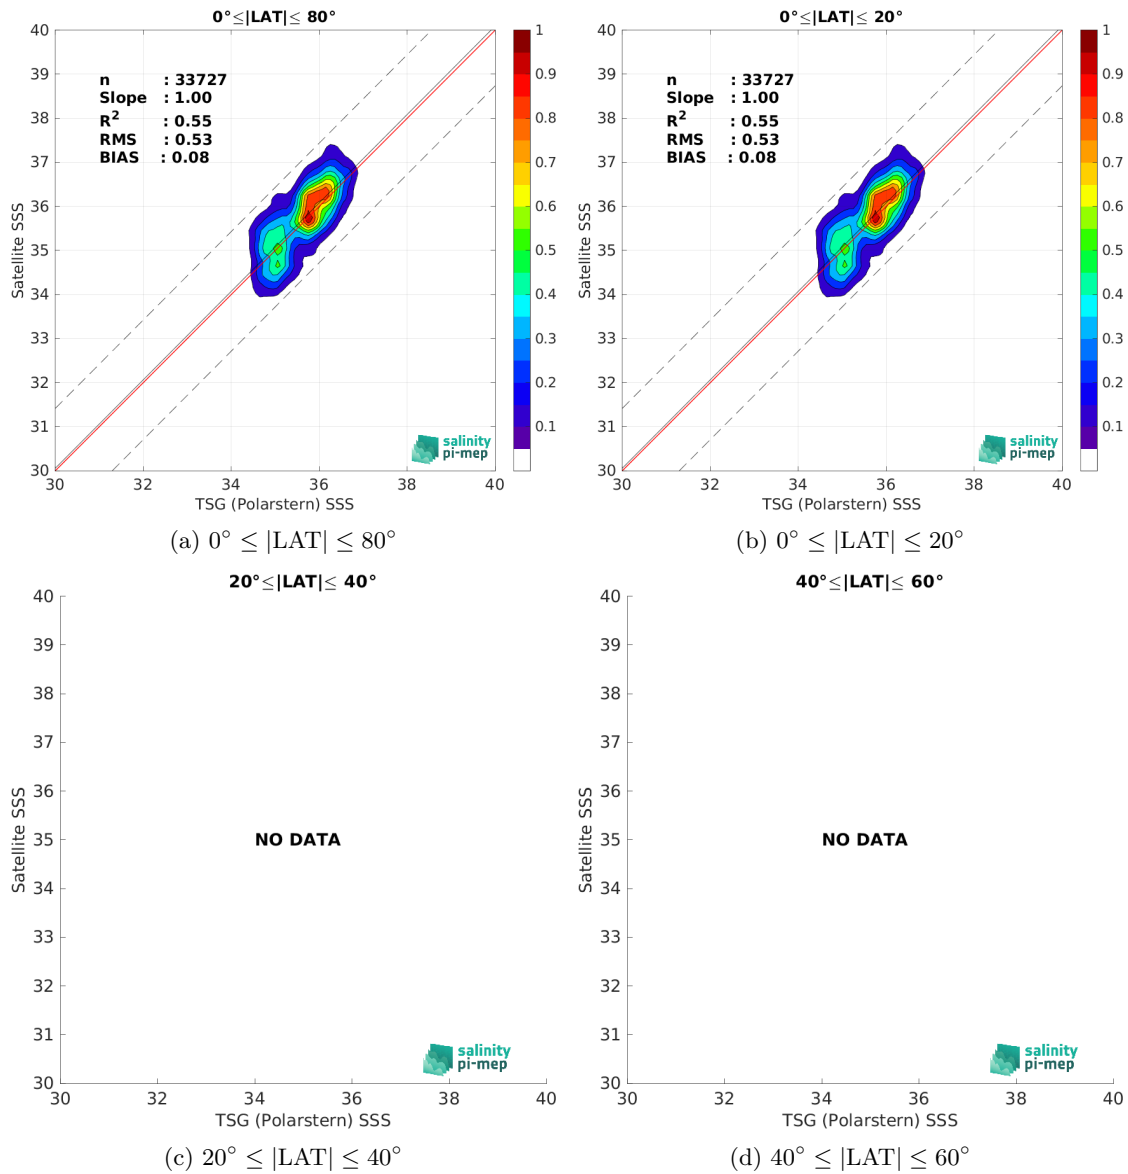 0°≤|LAT|≤ 80°
40
39
38
37
36
35
34
33
32
31
30
Satellite SSS
n : 33727
Slope : 1.00
R² : 0.55
RMS : 0.53
BIAS : 0.08
1
0.9
0.8
0.7
0.6
0.5
0.4
0.3
0.2
0.1
salinity
pi-mep
30 32 34 36 38 40
TSG (Polarstern) SSS
(a) 0° ≤ |LAT| ≤ 80°
0°≤|LAT|≤ 20°
40
39
38
37
36
35
34
33
32
31
30
Satellite SSS
n : 33727
Slope : 1.00
R² : 0.55
RMS : 0.53
BIAS : 0.08
1
0.9
0.8
0.7
0.6
0.5
0.4
0.3
0.2
0.1
salinity
pi-mep
30 32 34 36 38 40
TSG (Polarstern) SSS
(b) 0° ≤ |LAT| ≤ 20°
20°≤|LAT|≤ 40°
40
39
38
37
36
35
34
33
32
31
30
Satellite SSS
NO DATA
salinity
pi-mep
30 32 34 36 38 40
TSG (Polarstern) SSS
(c) 20° ≤ |LAT| ≤ 40°
40°≤|LAT|≤ 60°
40
39
38
37
36
35
34
33
32
31
30
Satellite SSS
NO DATA
salinity
pi-mep
30 32 34 36 38 40
TSG (Polarstern) SSS
(d) 40° ≤ |LAT| ≤ 60°